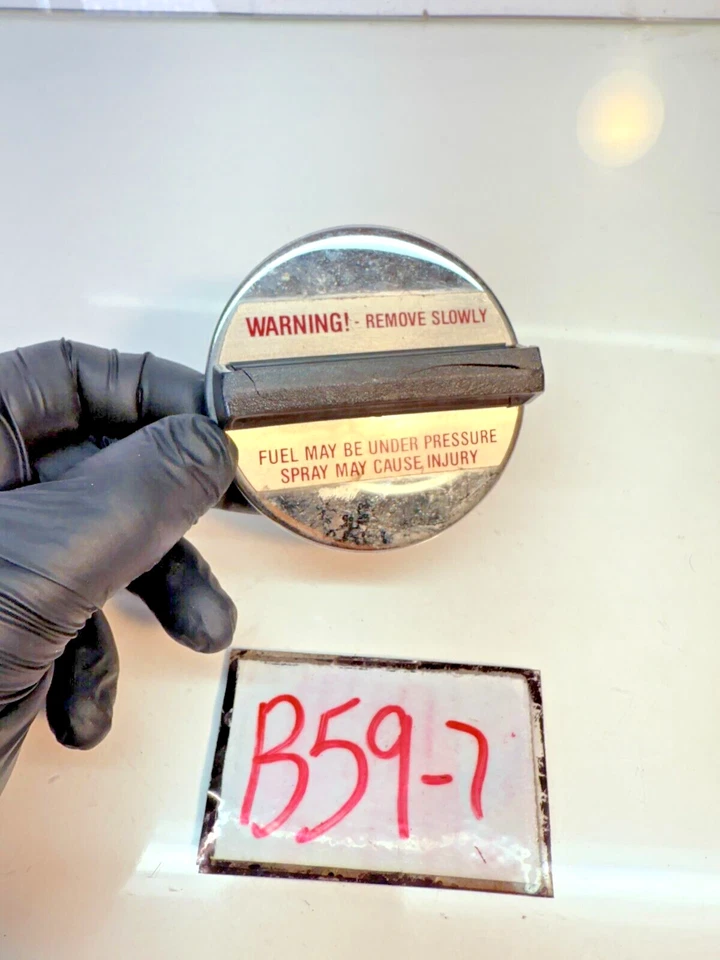 WARNING! - REMOVE SLOWLY
FUEL MAY BE UNDER PRESSURE
SPRAY MAY CAUSE INJURY
B59-7